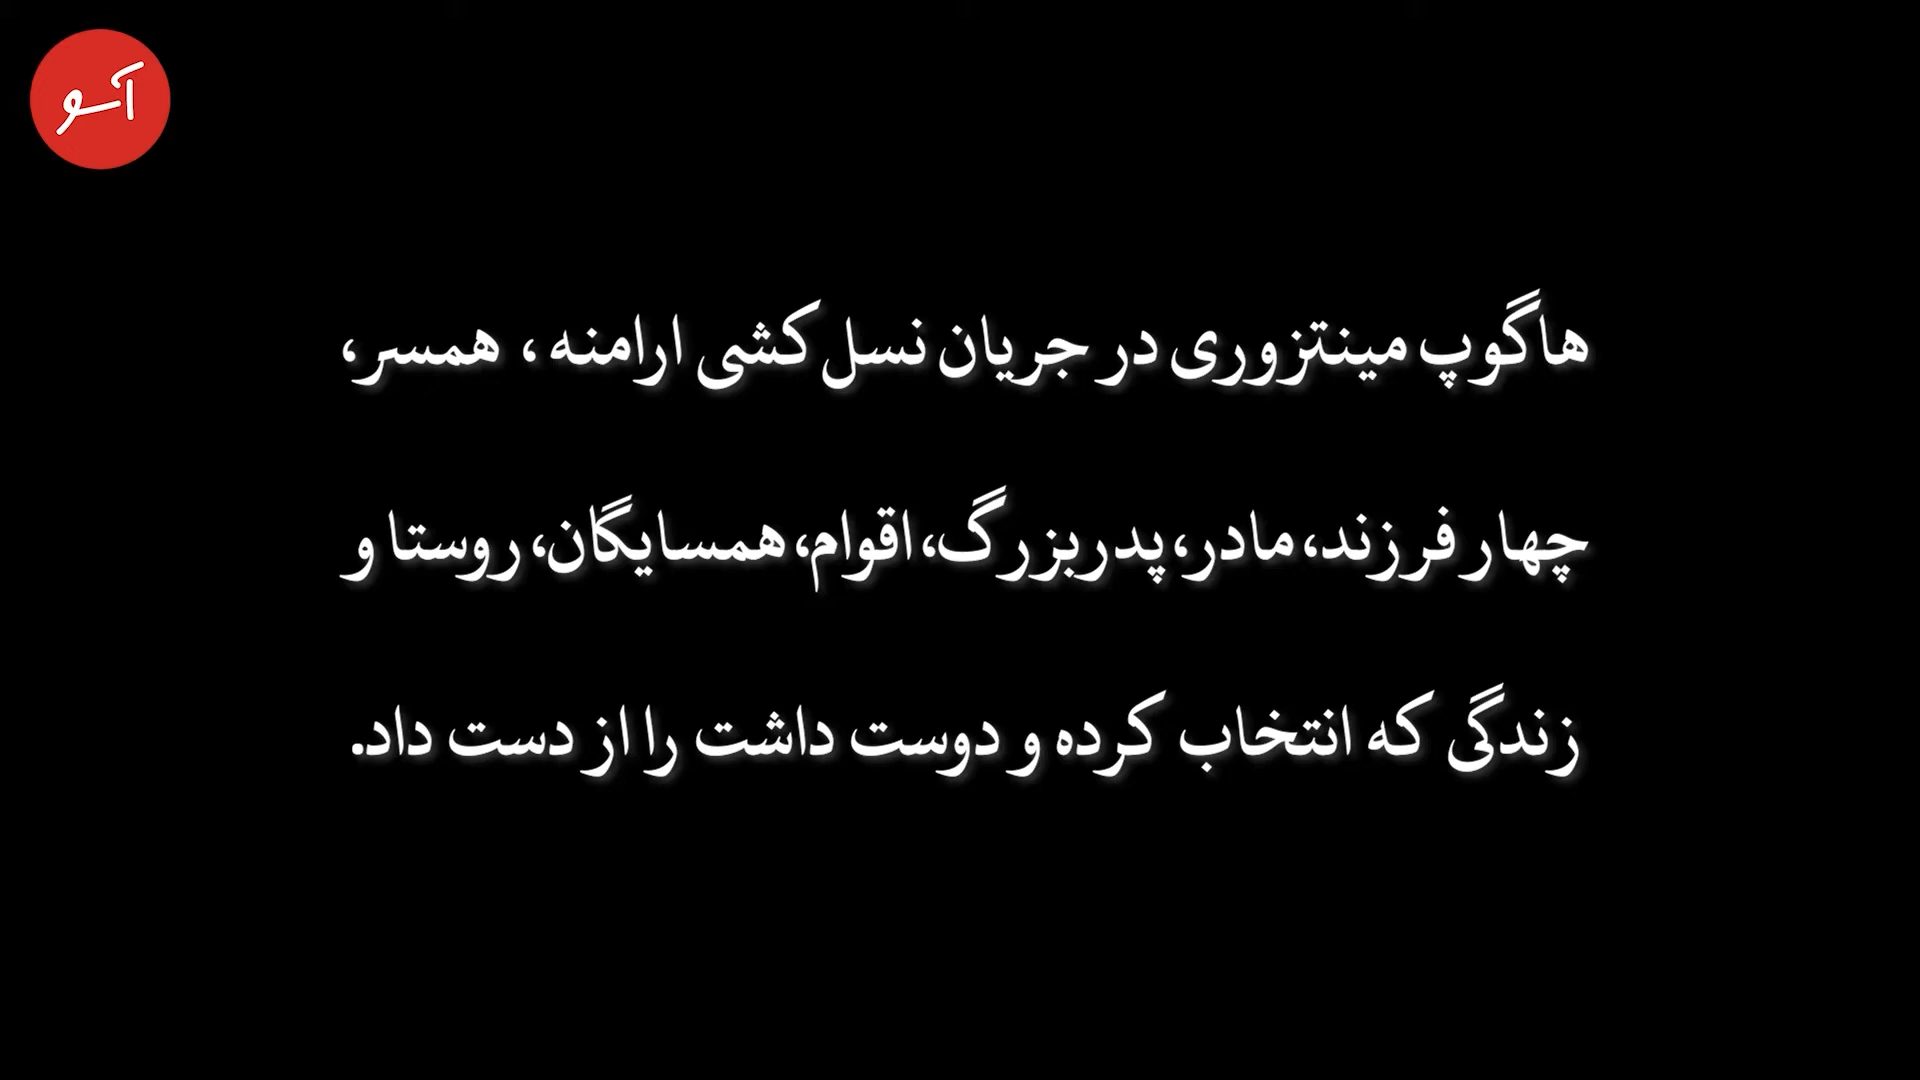 آسو
هاگوپ مینتزوری در جریان نسل‌کشی ارامنه ، همسر،
چهار فرزند، مادر، پدربزرگ، اقوام، همسایگان، روستا و
زندگی که انتخاب کرده و دوست داشت را از دست داد.